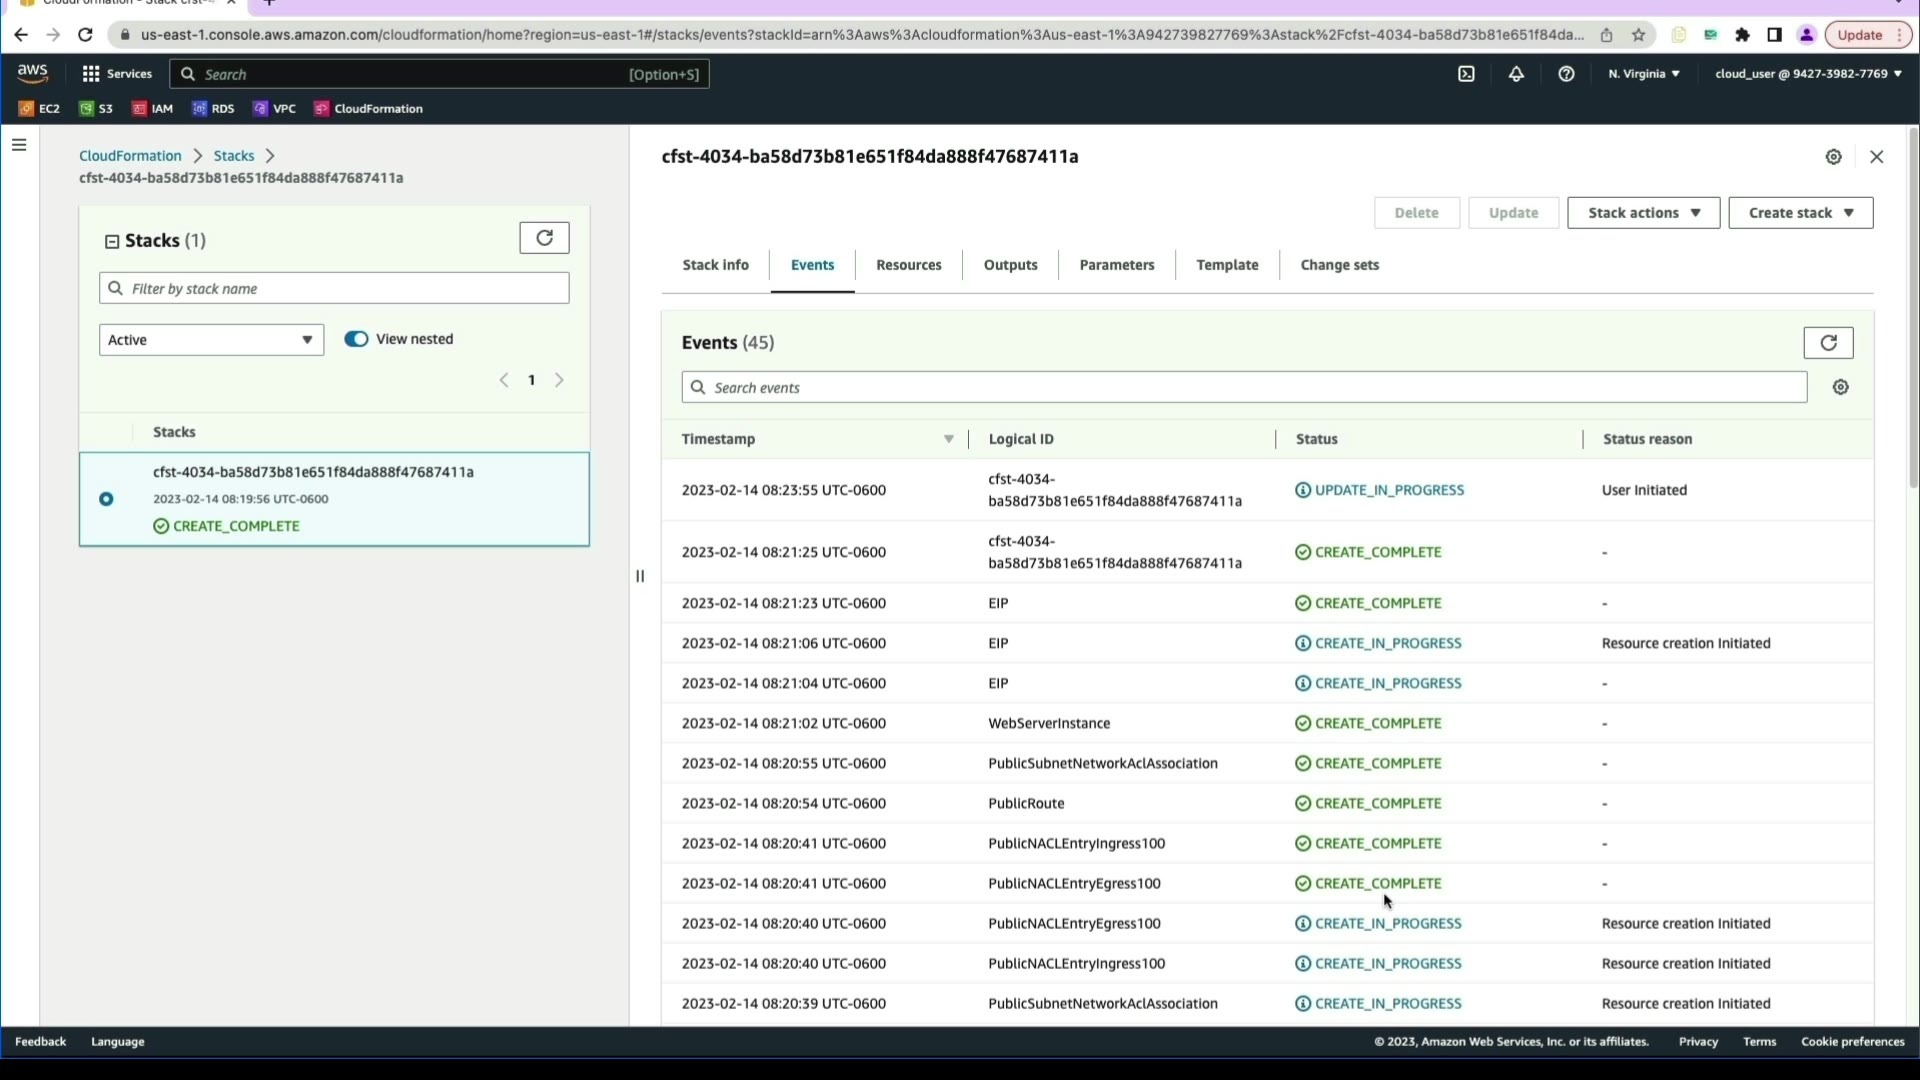 us-east-1.console.aws.amazon.com/cloudformation/home?region=us-east-1#/stacks/events?stackId=arn%3Aaws%3Acloudformation%3Aus-east-1%3A942739827769%3Astack%2Fcfst-4034-ba58d73b81e651f84da...
Update
aws
Services
Search
[Option+S]
N. Virginia
cloud_user @ 9427-3982-7769
EC2
S3
IAM
RDS
VPC
CloudFormation
CloudFormation
Stacks
cfst-4034-ba58d73b81e651f84da888f47687411a
Stacks (1)
Filter by stack name
Active
View nested
1
Stacks
cfst-4034-ba58d73b81e651f84da888f47687411a
2023-02-14 08:19:56 UTC-0600
CREATE_COMPLETE
cfst-4034-ba58d73b81e651f84da888f47687411a
Delete
Update
Stack actions
Create stack
Stack info
Events
Resources
Outputs
Parameters
Template
Change sets
Events (45)
Search events
Timestamp Logical ID Status Status reason
2023-02-14 08:23:55 UTC-0600 cfst-4034-
ba58d73b81e651f84da888f47687411a UPDATE_IN_PROGRESS User Initiated
2023-02-14 08:21:25 UTC-0600 cfst-4034-
ba58d73b81e651f84da888f47687411a CREATE_COMPLETE -
2023-02-14 08:21:23 UTC-0600 EIP CREATE_COMPLETE -
2023-02-14 08:21:06 UTC-0600 EIP CREATE_IN_PROGRESS Resource creation Initiated
2023-02-14 08:21:04 UTC-0600 EIP CREATE_IN_PROGRESS -
2023-02-14 08:21:02 UTC-0600 WebServerInstance CREATE_COMPLETE -
2023-02-14 08:20:55 UTC-0600 PublicSubnetNetworkAclAssociation CREATE_COMPLETE -
2023-02-14 08:20:54 UTC-0600 PublicRoute CREATE_COMPLETE -
2023-02-14 08:20:41 UTC-0600 PublicNACLEntryIngress100 CREATE_COMPLETE -
2023-02-14 08:20:41 UTC-0600 PublicNACLEntryEgress100 CREATE_COMPLETE -
2023-02-14 08:20:40 UTC-0600 PublicNACLEntryEgress100 CREATE_IN_PROGRESS Resource creation Initiated
2023-02-14 08:20:40 UTC-0600 PublicNACLEntryIngress100 CREATE_IN_PROGRESS Resource creation Initiated
2023-02-14 08:20:39 UTC-0600 PublicSubnetNetworkAclAssociation CREATE_IN_PROGRESS Resource creation Initiated
Feedback
Language
© 2023, Amazon Web Services, Inc. or its affiliates.
Privacy
Terms
Cookie preferences